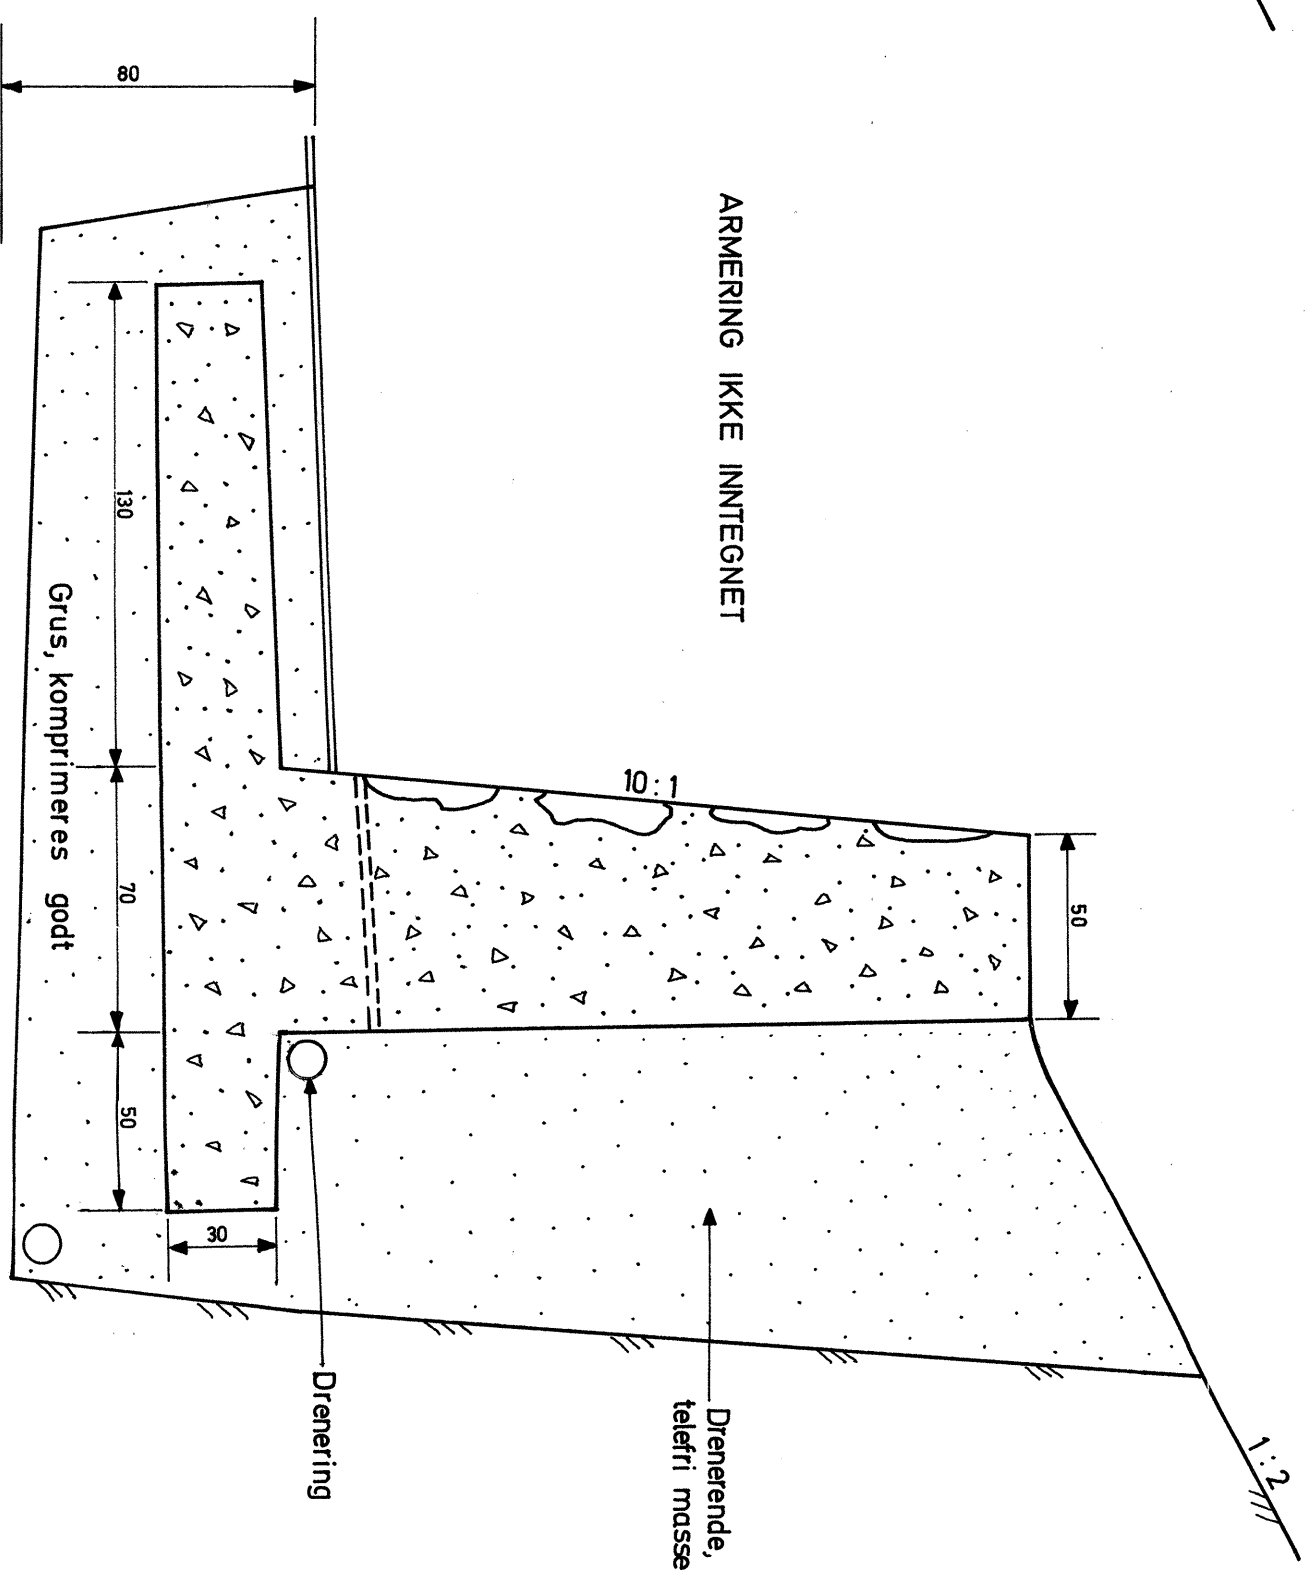 ARMERING IKKE INNTEGNET
1:2
10:1
50
80
Drenerende,
telefri masse
Drenering
30
130
70
50
Grus, komprimeres godt